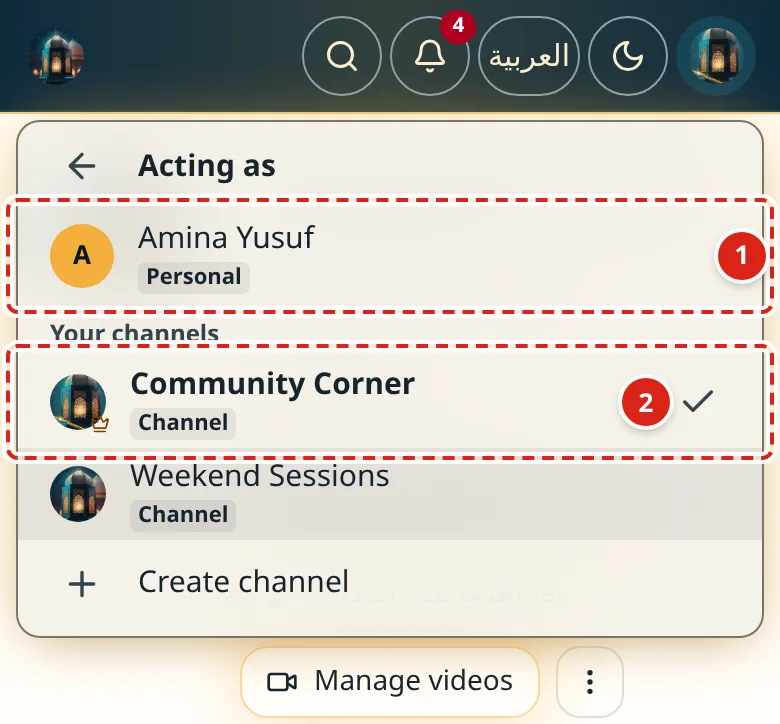 4
العربية
Acting as
A
Amina Yusuf
Personal
1
Your channels
Community Corner
Channel
2
Weekend Sessions
Channel
Create channel
Manage videos